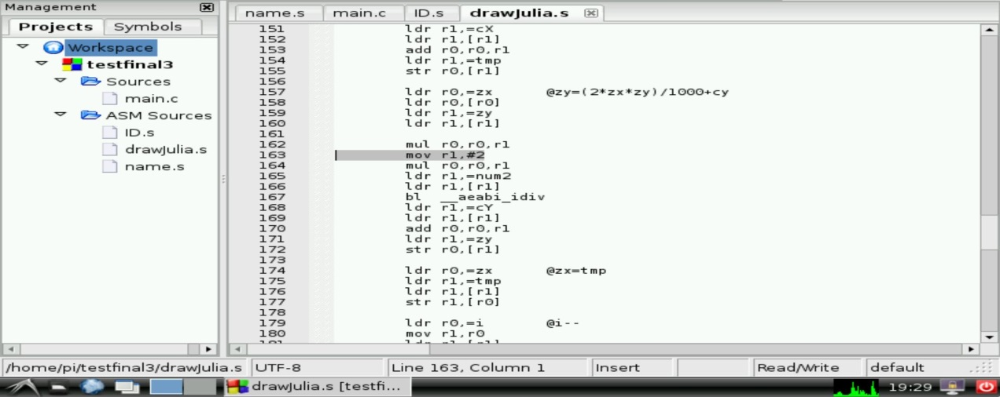 Management
Projects Symbols
Workspace
testfinal3
Sources
main.c
ASM Sources
ID.s
drawJulia.s
name.s
name.s main.c ID.s drawJulia.s
151 ldr r1,=cX
152 ldr r1,[r1]
153 add r0,r0,r1
154 ldr r1,=tmp
155 str r0,[r1]
156
157 ldr r0,=zx @zy=(2*zx*zy)/1000+cy
158 ldr r0,[r0]
159 ldr r1,=zy
160 ldr r1,[r1]
161
162 mul r0,r0,r1
163 mov r1,#2
164 mul r0,r0,r1
165 ldr r1,=num2
166 ldr r1,[r1]
167 bl __aeabi_idiv
168 ldr r1,=cY
169 ldr r1,[r1]
170 add r0,r0,r1
171 ldr r1,=zy
172 str r0,[r1]
173
174 ldr r0,=zx @zx=tmp
175 ldr r1,=tmp
176 ldr r1,[r1]
177 str r1,[r0]
178
179 ldr r0,=i @i--
180 mov r1,r0
/home/pi/testfinal3/drawJulia.s UTF-8 Line 163, Column 1 Insert Read/Write default
drawJulia.s [testfi... 19:29